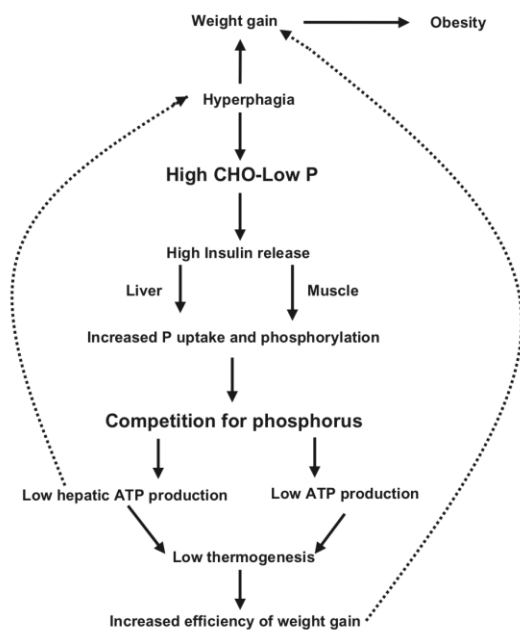 Weight gain
Obesity
Hyperphagia
High CHO-Low P
High Insulin release
Liver
Muscle
Increased P uptake and phosphorylation
Competition for phosphorus
Low hepatic ATP production
Low ATP production
Low thermogenesis
Increased efficiency of weight gain